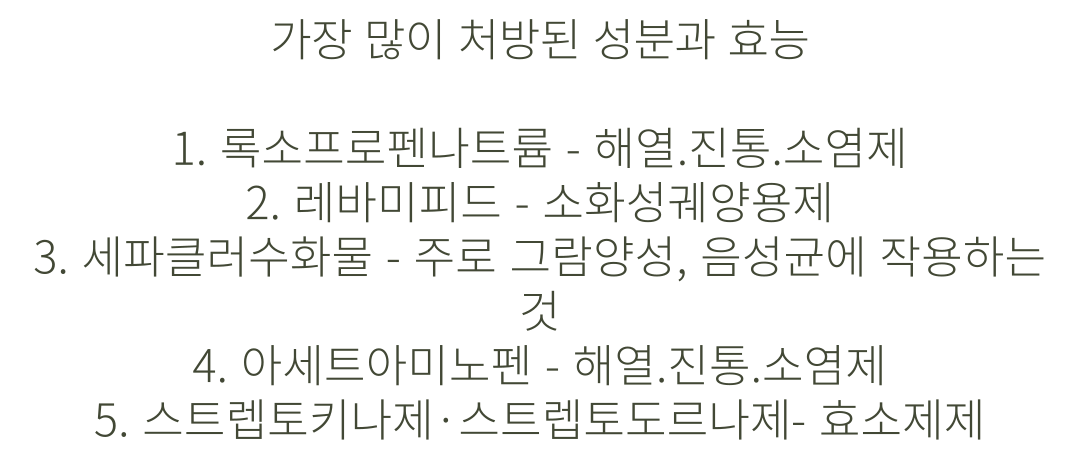 가장 많이 처방된 성분과 효능
1. 록소프로펜나트륨 - 해열.진통.소염제
2. 레바미피드 - 소화성궤양용제
3. 세파클러수화물 - 주로 그람양성, 음성균에 작용하는
것
4. 아세트아미노펜 - 해열.진통.소염제
5. 스트렙토키나제·스트렙토도르나제- 효소제제